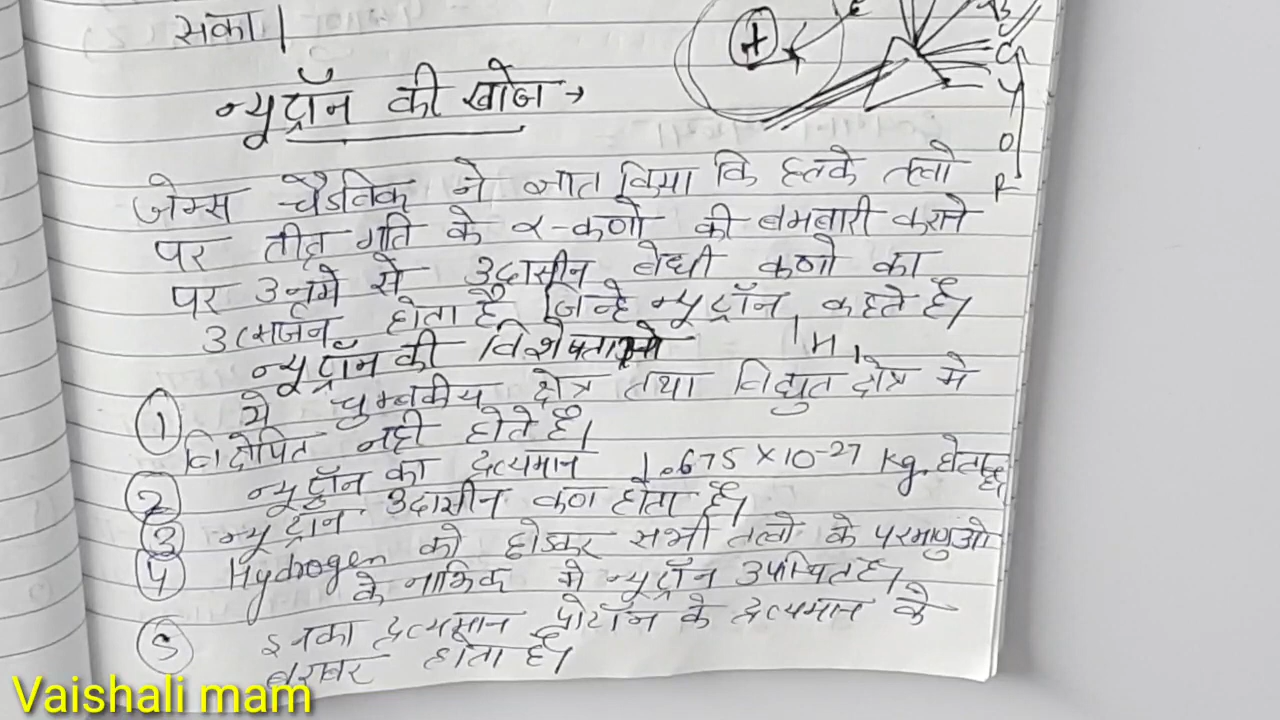 सका।
न्यूट्रॉन की खोज →
जेम्स चैडविक ने ज्ञात किया कि हल्के तत्वो
पर तीव्र गति के α-कणो की बमबारी कराने
पर उनमे से उदासीन बेधी कणो का
उत्सर्जन होता है जिन्हे न्यूट्रॉन कहते है।
न्यूट्रॉन की विशेषताए
① ये चुम्बकीय क्षेत्र तथा विद्युत क्षेत्र मे
विक्षेपित नही होते है।
② न्यूट्रॉन का द्रव्यमान 1.675 × 10⁻²⁷ kg. होता है,
③ न्यूट्रान उदासीन कण होता है।
④ Hydrogen को छोडकर सभी तत्वो के परमाणुओ
के नाभिक मे न्यूट्रॉन उपस्थित है।
⑤ इनका द्रव्यमान प्रोटॉन के द्रव्यमान के
बराबर होता है।
Vaishali mam